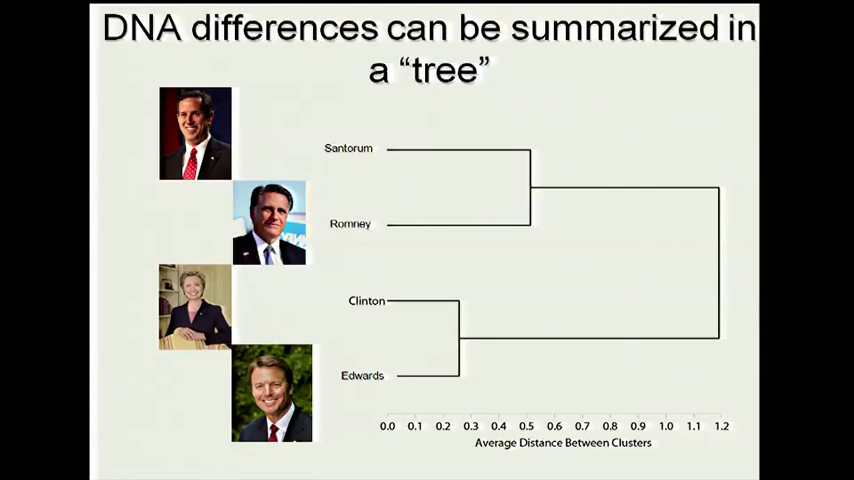 DNA differences can be summarized in
a “tree”
Santorum
Romney
Clinton
Edwards
0.0 0.1 0.2 0.3 0.4 0.5 0.6 0.7 0.8 0.9 1.0 1.1 1.2
Average Distance Between Clusters